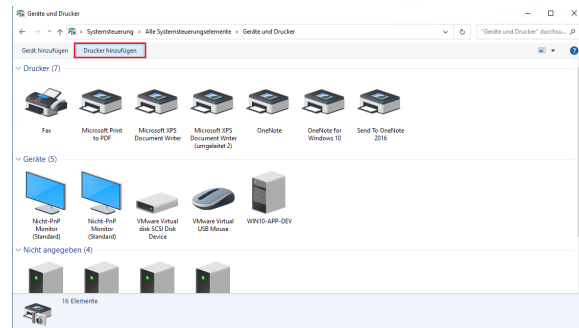 Geräte und Drucker
Systemsteuerung › Alle Systemsteuerungselemente › Geräte und Drucker
"Geräte und Drucker" durchsu...
Gerät hinzufügen Drucker hinzufügen
Drucker (7)
Fax
Microsoft Print
to PDF
Microsoft XPS
Document Writer
Microsoft XPS
Document Writer
(umgeleitet 2)
OneNote
OneNote for
Windows 10
Send To OneNote
2016
Geräte (5)
Nicht-PnP
Monitor
(Standard)
Nicht-PnP
Monitor
(Standard)
VMware Virtual
disk SCSI Disk
Device
VMware Virtual
USB Mouse
WIN10-APP-DEV
Nicht angegeben (4)
16 Elemente